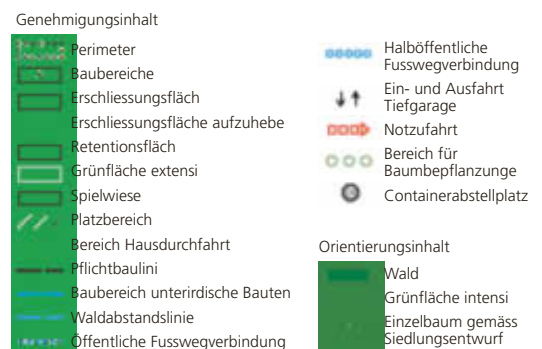 Genehmigungsinhalt
Perimeter
Baubereiche
Erschliessungsfläch
Erschliessungsfläche aufzuhebe
Retentionsfläch
Grünfläche extensi
Spielwiese
Platzbereich
Bereich Hausdurchfahrt
Pflichtbaulini
Baubereich unterirdische Bauten
Waldabstandslinie
Öffentliche Fusswegverbindung
Halböffentliche
Fusswegverbindung
Ein- und Ausfahrt
Tiefgarage
Notzufahrt
Bereich für
Baumbepflanzunge
Containerabstellplatz
Orientierungsinhalt
Wald
Grünfläche intensi
Einzelbaum gemäss
Siedlungsentwurf